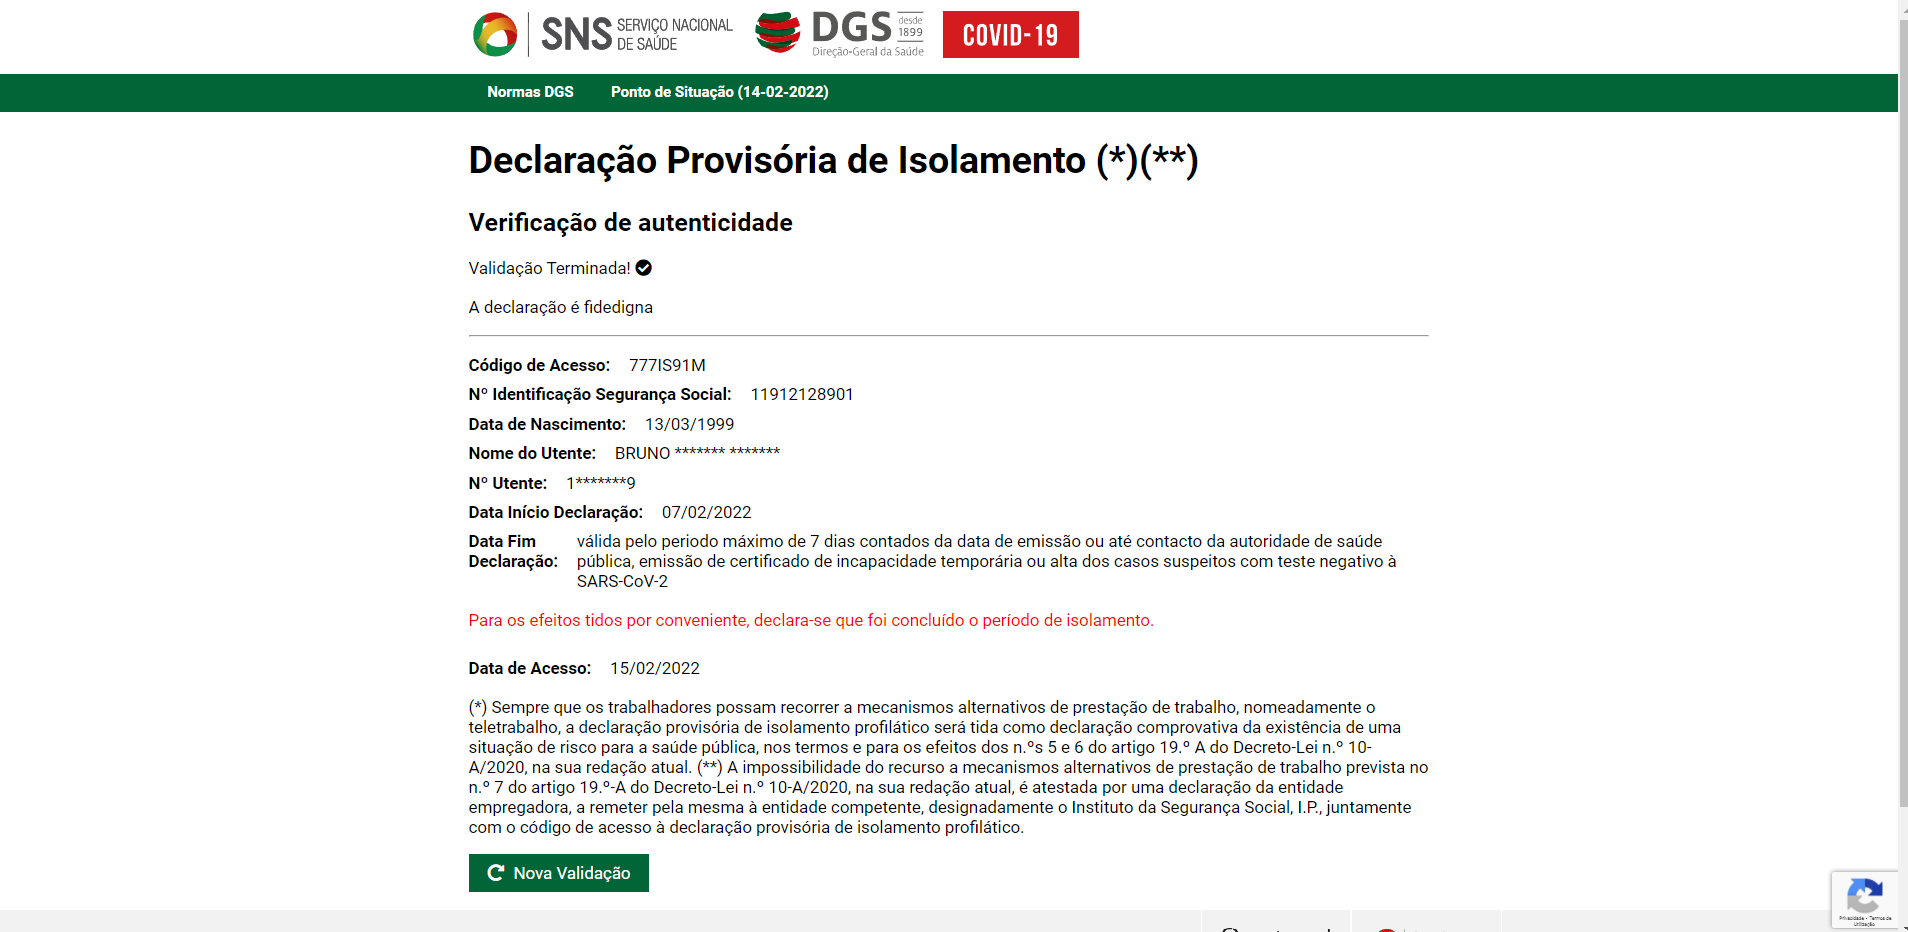 SNS SERVIÇO NACIONAL
DE SAÚDE
DGS desde
1899
Direção-Geral da Saúde
COVID-19
Normas DGS Ponto de Situação (14-02-2022)
Declaração Provisória de Isolamento (*)(**)
Verificação de autenticidade
Validação Terminada!
A declaração é fidedigna
Código de Acesso: 777IS91M
Nº Identificação Segurança Social: 11912128901
Data de Nascimento: 13/03/1999
Nome do Utente: BRUNO ******* *******
Nº Utente: 1*******9
Data Início Declaração: 07/02/2022
Data Fim
Declaração:
válida pelo periodo máximo de 7 dias contados da data de emissão ou até contacto da autoridade de saúde
pública, emissão de certificado de incapacidade temporária ou alta dos casos suspeitos com teste negativo à
SARS-CoV-2
Para os efeitos tidos por conveniente, declara-se que foi concluído o período de isolamento.
Data de Acesso: 15/02/2022
(*) Sempre que os trabalhadores possam recorrer a mecanismos alternativos de prestação de trabalho, nomeadamente o
teletrabalho, a declaração provisória de isolamento profilático será tida como declaração comprovativa da existência de uma
situação de risco para a saúde pública, nos termos e para os efeitos dos n.ºs 5 e 6 do artigo 19.º A do Decreto-Lei n.º 10-
A/2020, na sua redação atual. (**) A impossibilidade do recurso a mecanismos alternativos de prestação de trabalho prevista no
n.º 7 do artigo 19.º-A do Decreto-Lei n.º 10-A/2020, na sua redação atual, é atestada por uma declaração da entidade
empregadora, a remeter pela mesma à entidade competente, designadamente o Instituto da Segurança Social, I.P., juntamente
com o código de acesso à declaração provisória de isolamento profilático.
Nova Validação
Privacidade - Termos de
Utilização